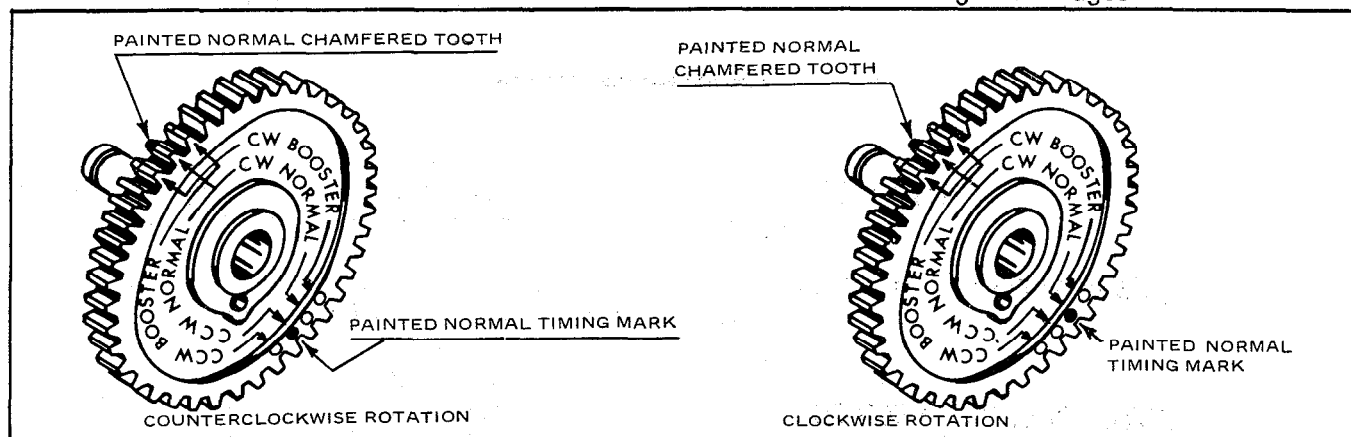 PAINTED NORMAL CHAMFERED TOOTH
CW BOOSTER
CW NORMAL
CCW NORMAL
CCW BOOSTER
PAINTED NORMAL TIMING MARK
COUNTERCLOCKWISE ROTATION
PAINTED NORMAL
CHAMFERED TOOTH
CW BOOSTER
CW NORMAL
CCW NORMAL
CCW BOOSTER
PAINTED NORMAL
TIMING MARK
CLOCKWISE ROTATION